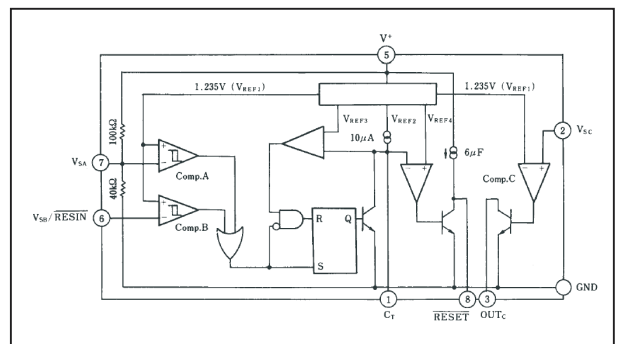 V+
5
1.235V (VREF1)
1.235V (VREF1)
VREF3
VREF2
VREF4
10μA
6μF
100kΩ
40kΩ
+
−
Comp.A
+
−
Comp.B
VSA
7
VSB/RESIN
6
R
Q
S
−
+
−
+
Comp.C
2
VSC
GND
1
CT
8
RESET
3
OUTC